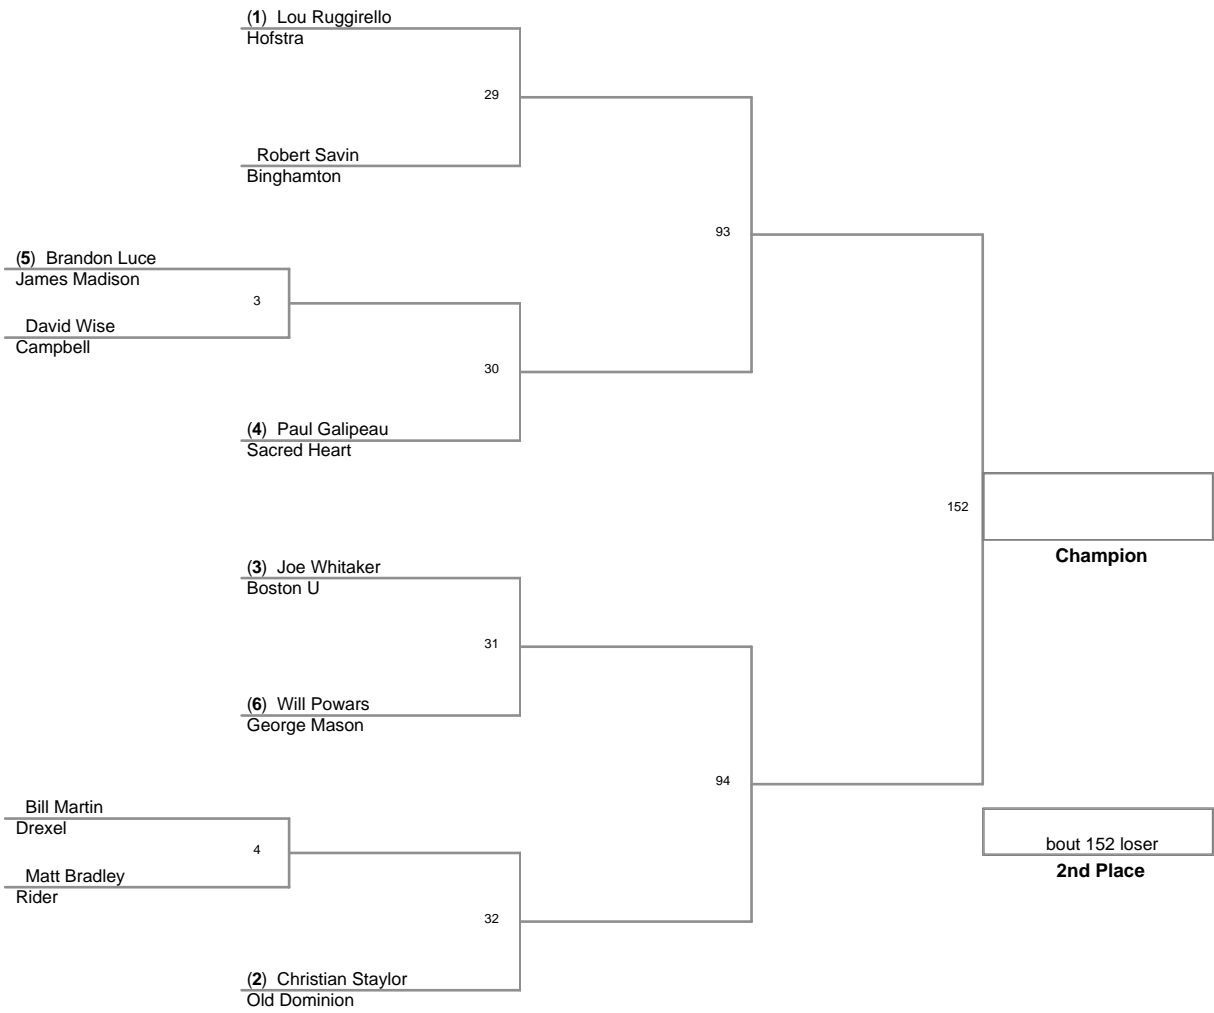 (1) Lou Ruggirello
Hofstra
29
Robert Savin
Binghamton
93
(5) Brandon Luce
James Madison
3
David Wise
Campbell
30
(4) Paul Galipeau
Sacred Heart
152
Champion
(3) Joe Whitaker
Boston U
31
(6) Will Powars
George Mason
94
Bill Martin
Drexel
4
Matt Bradley
Rider
bout 152 loser
2nd Place
32
(2) Christian Staylor
Old Dominion